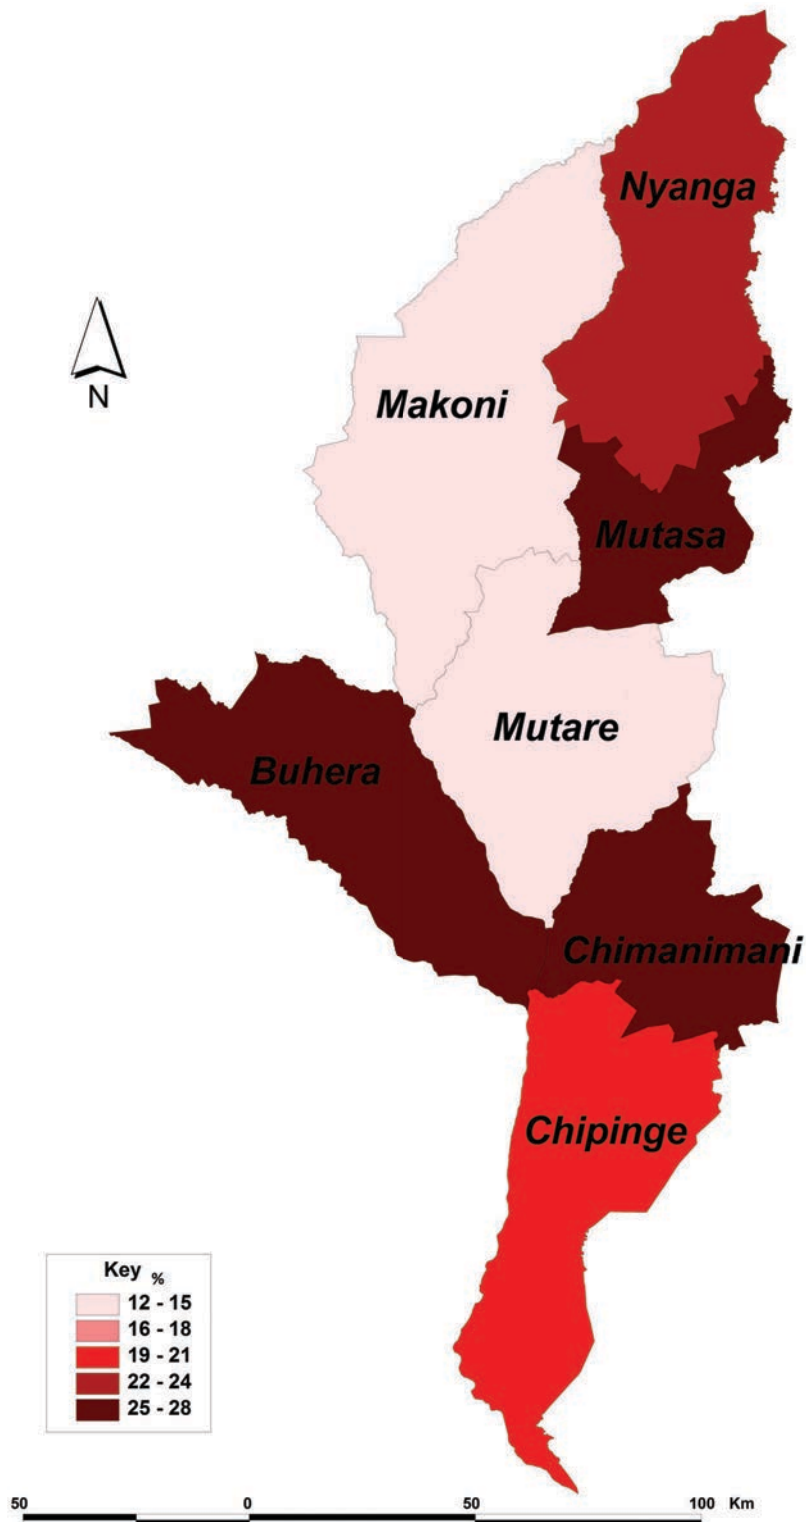 Nyanga
Makoni
N
Mutasa
Mutare
Buhera
Chimanimani
Chipinge
Key %
12 - 15
16 - 18
19 - 21
22 - 24
25 - 28
50 0 50 100 Km